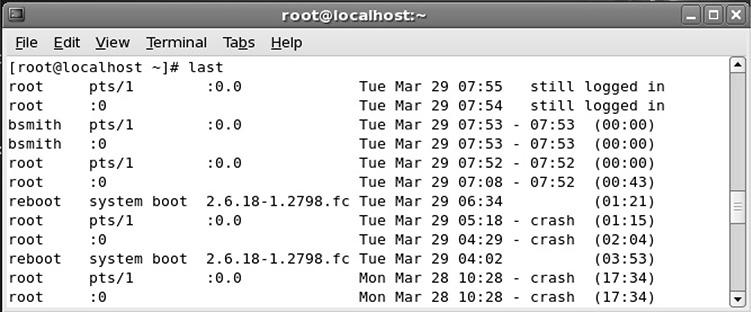 root@localhost:~
File Edit View Terminal Tabs Help
[root@localhost ~]# last
root     pts/1        :0.0             Tue Mar 29 07:55   still logged in
root     :0                            Tue Mar 29 07:54   still logged in
bsmith   pts/1        :0.0             Tue Mar 29 07:53 - 07:53  (00:00)
bsmith   :0                            Tue Mar 29 07:53 - 07:53  (00:00)
root     pts/1        :0.0             Tue Mar 29 07:52 - 07:52  (00:00)
root     :0                            Tue Mar 29 07:08 - 07:52  (00:43)
reboot   system boot  2.6.18-1.2798.fc Tue Mar 29 06:34          (01:21)
root     pts/1        :0.0             Tue Mar 29 05:18 - crash  (01:15)
root     :0                            Tue Mar 29 04:29 - crash  (02:04)
reboot   system boot  2.6.18-1.2798.fc Tue Mar 29 04:02          (03:53)
root     pts/1        :0.0             Mon Mar 28 10:28 - crash  (17:34)
root     :0                            Mon Mar 28 10:28 - crash  (17:34)